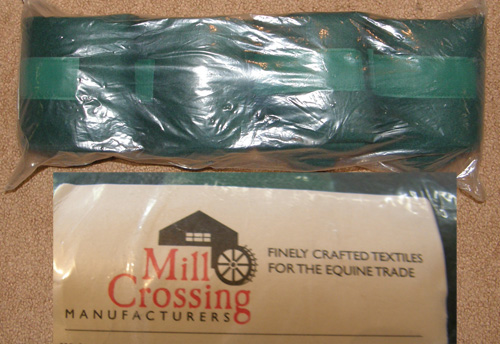 Mill
Crossing
MANUFACTURERS
FINELY CRAFTED TEXTILES
FOR THE EQUINE TRADE